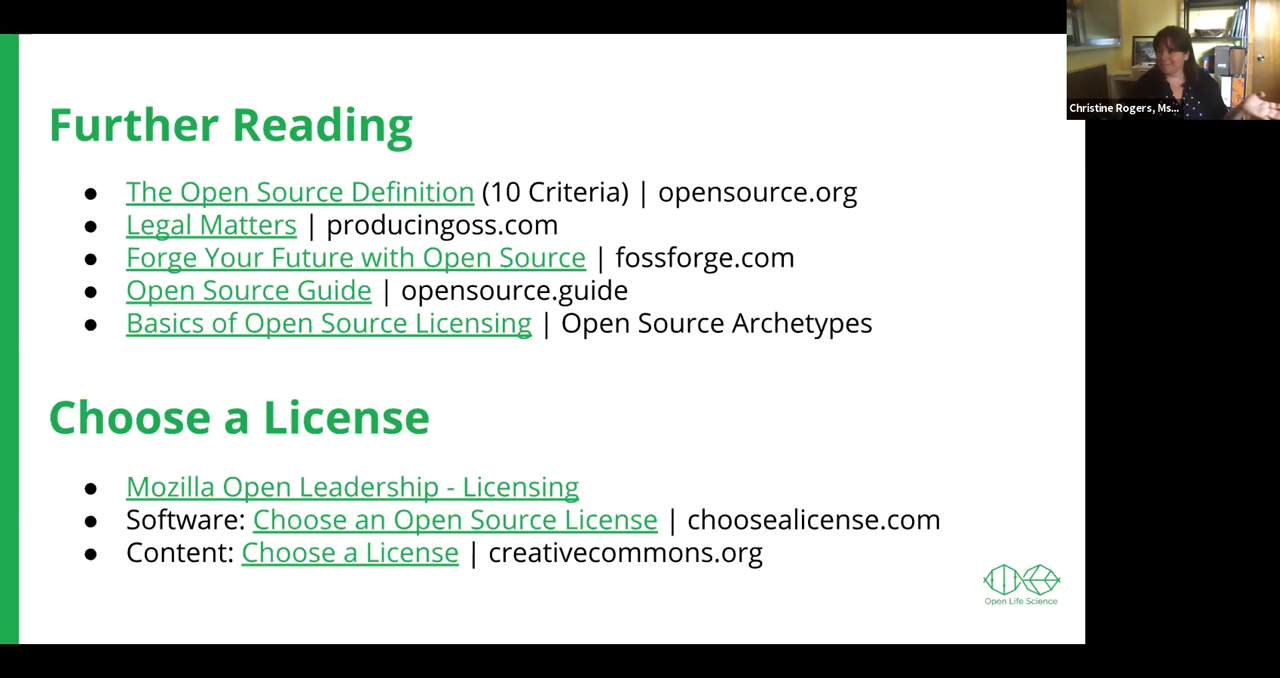 Christine Rogers, Ms...
Further Reading
● The Open Source Definition (10 Criteria) | opensource.org
● Legal Matters | producingoss.com
● Forge Your Future with Open Source | fossforge.com
● Open Source Guide | opensource.guide
● Basics of Open Source Licensing | Open Source Archetypes
Choose a License
● Mozilla Open Leadership - Licensing
● Software: Choose an Open Source License | choosealicense.com
● Content: Choose a License | creativecommons.org
Open Life Science